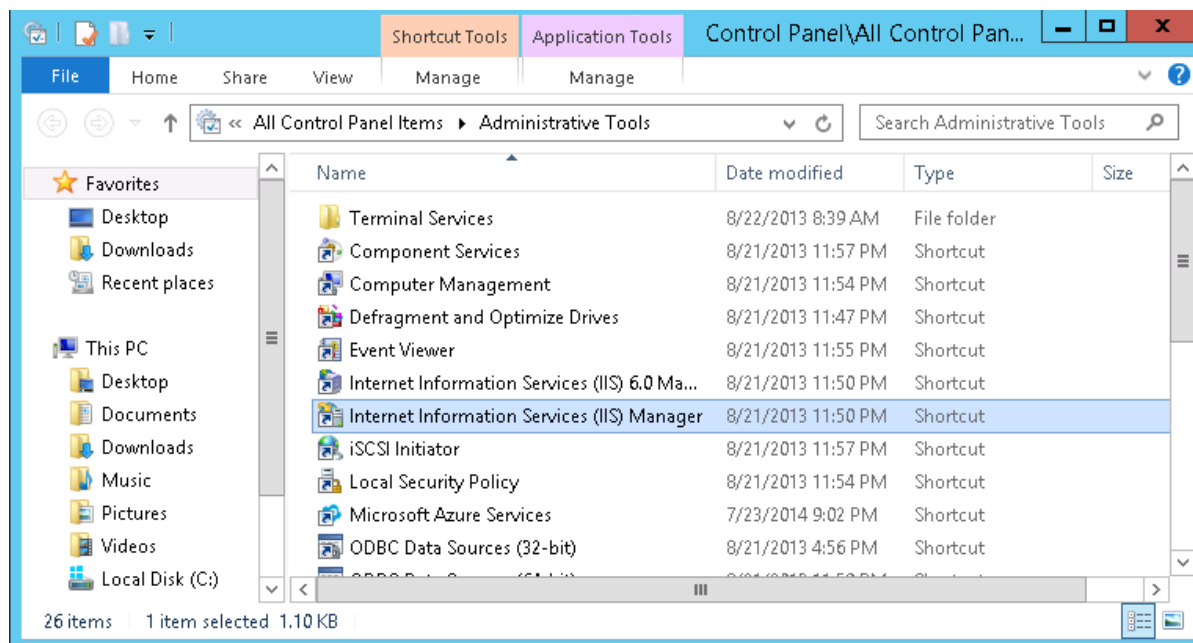 Shortcut Tools Application Tools Control Panel\All Control Pan...
File Home Share View Manage Manage
« All Control Panel Items Administrative Tools Search Administrative Tools
Name Date modified Type Size
Favorites
Desktop
Downloads
Recent places
This PC
Desktop
Documents
Downloads
Music
Pictures
Videos
Local Disk (C:)
Terminal Services 8/22/2013 8:39 AM File folder
Component Services 8/21/2013 11:57 PM Shortcut
Computer Management 8/21/2013 11:54 PM Shortcut
Defragment and Optimize Drives 8/21/2013 11:47 PM Shortcut
Event Viewer 8/21/2013 11:55 PM Shortcut
Internet Information Services (IIS) 6.0 Ma... 8/21/2013 11:50 PM Shortcut
Internet Information Services (IIS) Manager 8/21/2013 11:50 PM Shortcut
iSCSI Initiator 8/21/2013 11:57 PM Shortcut
Local Security Policy 8/21/2013 11:54 PM Shortcut
Microsoft Azure Services 7/23/2014 9:02 PM Shortcut
ODBC Data Sources (32-bit) 8/21/2013 4:56 PM Shortcut
26 items 1 item selected 1.10 KB